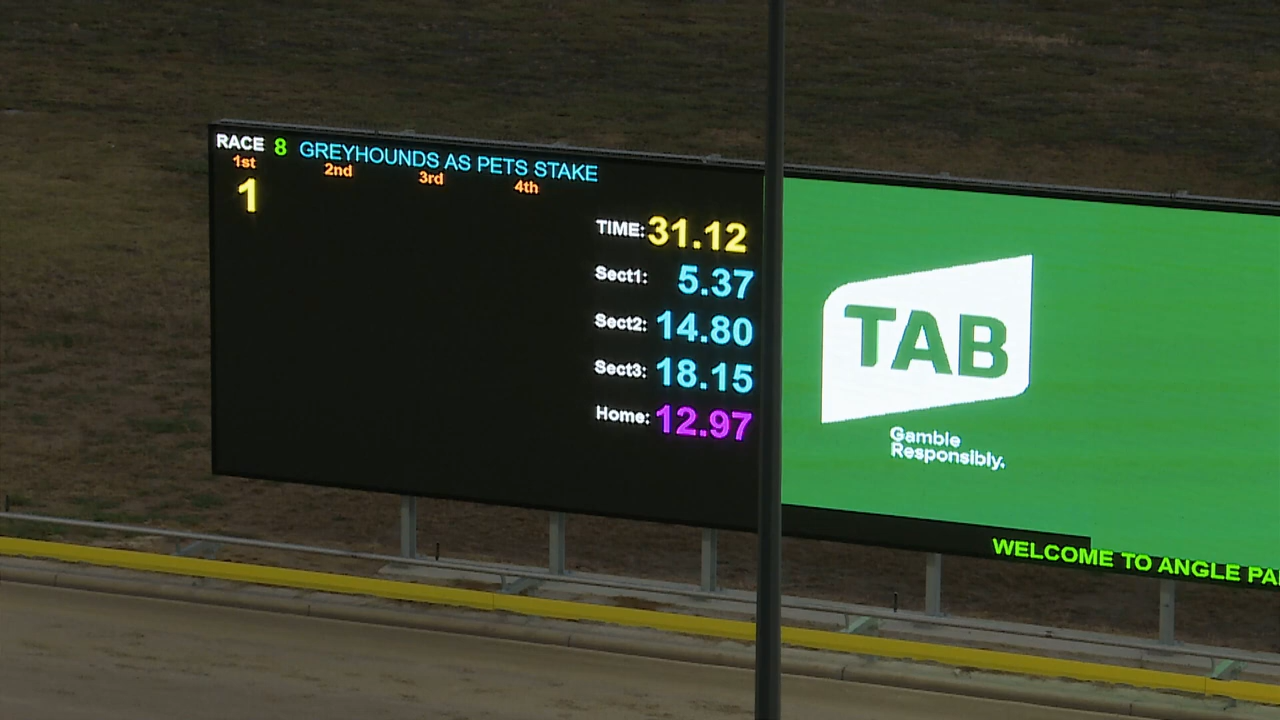 RACE 8 GREYHOUNDS AS PETS STAKE
1st 2nd 3rd 4th
1
TIME: 31.12
Sect1: 5.37
Sect2: 14.80
Sect3: 18.15
Home: 12.97
TAB
Gamble
Responsibly.
WELCOME TO ANGLE PA